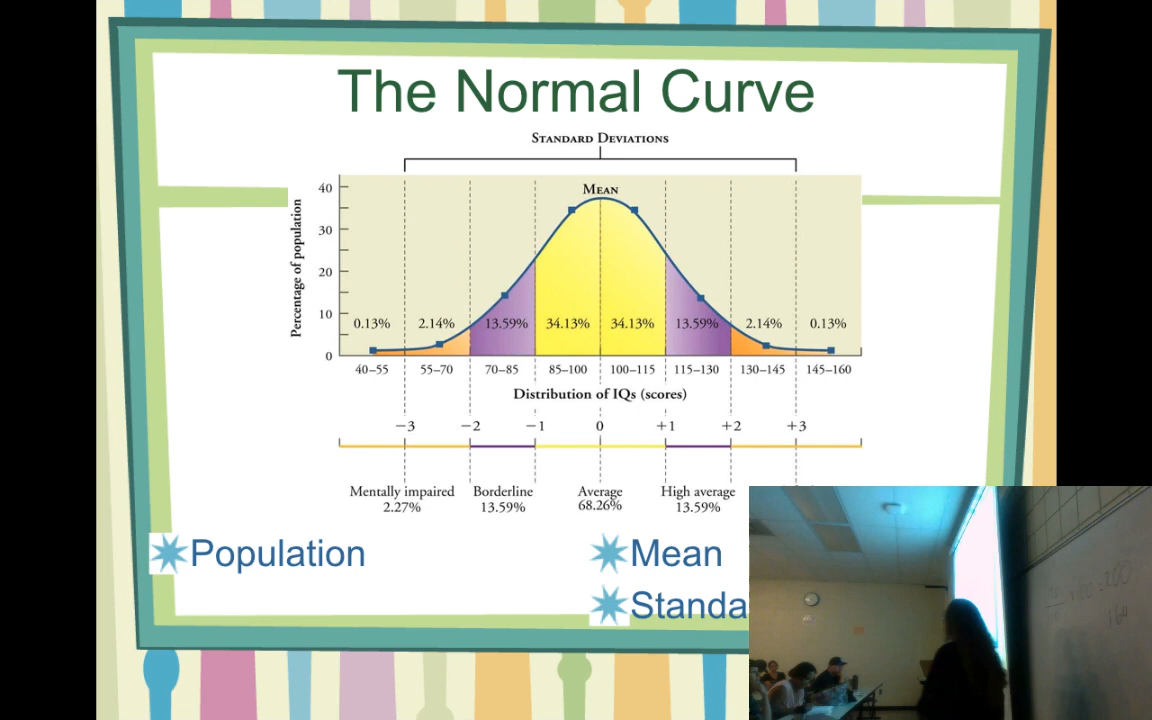 The Normal Curve
STANDARD DEVIATIONS
MEAN
Percentage of population
40
30
20
10
0
0.13% 2.14% 13.59% 34.13% 34.13% 13.59% 2.14% 0.13%
40–55 55–70 70–85 85–100 100–115 115–130 130–145 145–160
Distribution of IQs (scores)
−3 −2 −1 0 +1 +2 +3
Mentally impaired Borderline Average High average
2.27% 13.59% 68.26% 13.59%
Population
Mean
Standa